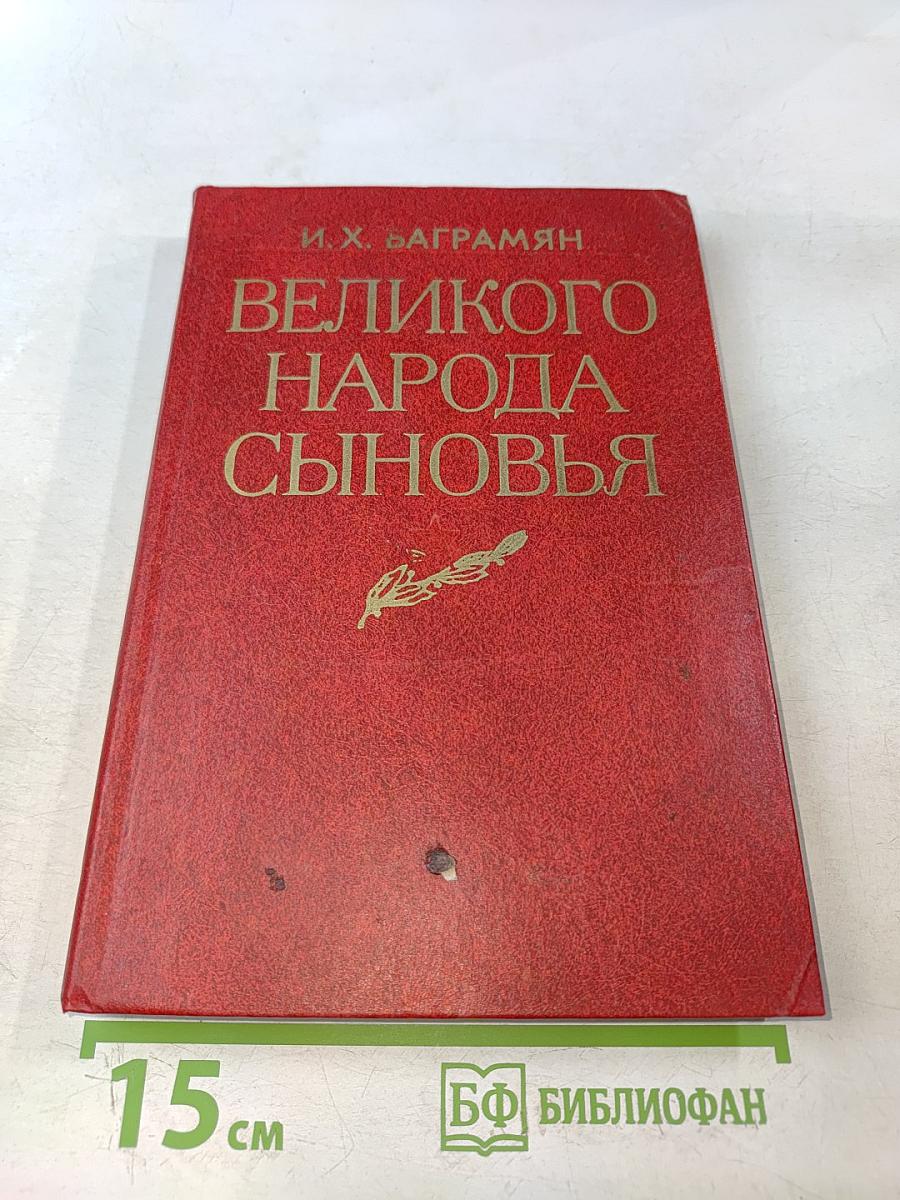 И. Х. БАГРАМЯН
ВЕЛИКОГО
НАРОДА
СЫНОВЬЯ
15 см
БФ БИБЛИОФАН